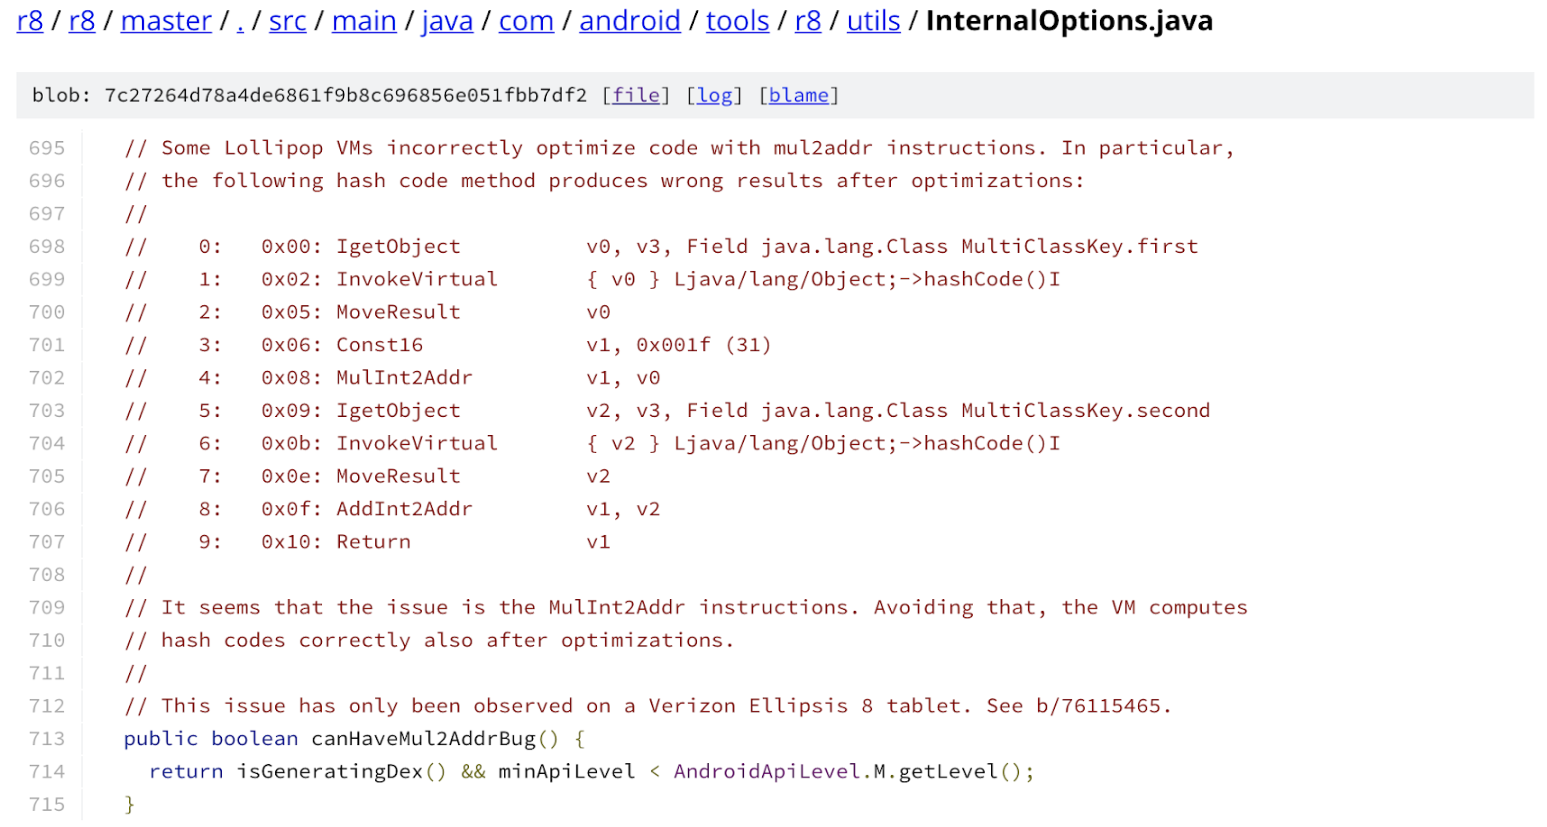 r8 / r8 / master / . / src / main / java / com / android / tools / r8 / utils / InternalOptions.java
blob: 7c27264d78a4de6861f9b8c696856e051fbb7df2 [file] [log] [blame]
695 // Some Lollipop VMs incorrectly optimize code with mul2addr instructions. In particular,
696 // the following hash code method produces wrong results after optimizations:
697 //
698 // 0: 0x00: IgetObject v0, v3, Field java.lang.Class MultiClassKey.first
699 // 1: 0x02: InvokeVirtual { v0 } Ljava/lang/Object;->hashCode()I
700 // 2: 0x05: MoveResult v0
701 // 3: 0x06: Const16 v1, 0x001f (31)
702 // 4: 0x08: MulInt2Addr v1, v0
703 // 5: 0x09: IgetObject v2, v3, Field java.lang.Class MultiClassKey.second
704 // 6: 0x0b: InvokeVirtual { v2 } Ljava/lang/Object;->hashCode()I
705 // 7: 0x0e: MoveResult v2
706 // 8: 0x0f: AddInt2Addr v1, v2
707 // 9: 0x10: Return v1
708 //
709 // It seems that the issue is the MulInt2Addr instructions. Avoiding that, the VM computes
710 // hash codes correctly also after optimizations.
711 //
712 // This issue has only been observed on a Verizon Ellipsis 8 tablet. See b/76115465.
713 public boolean canHaveMul2AddrBug() {
714 return isGeneratingDex() && minApiLevel < AndroidApiLevel.M.getLevel();
715 }